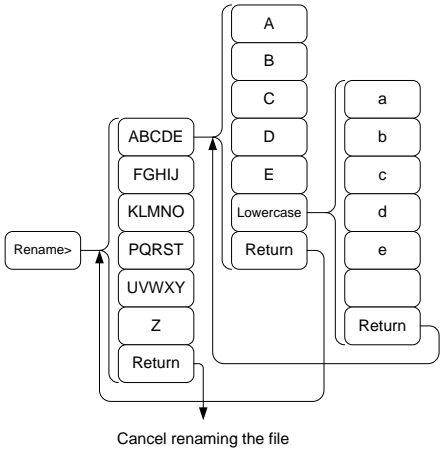 Rename>
ABCDE
FGHIJ
KLMNO
PQRST
UVWXY
Z
Return
A
B
C
D
E
Lowercase
Return
a
b
c
d
e
Return
Cancel renaming the file